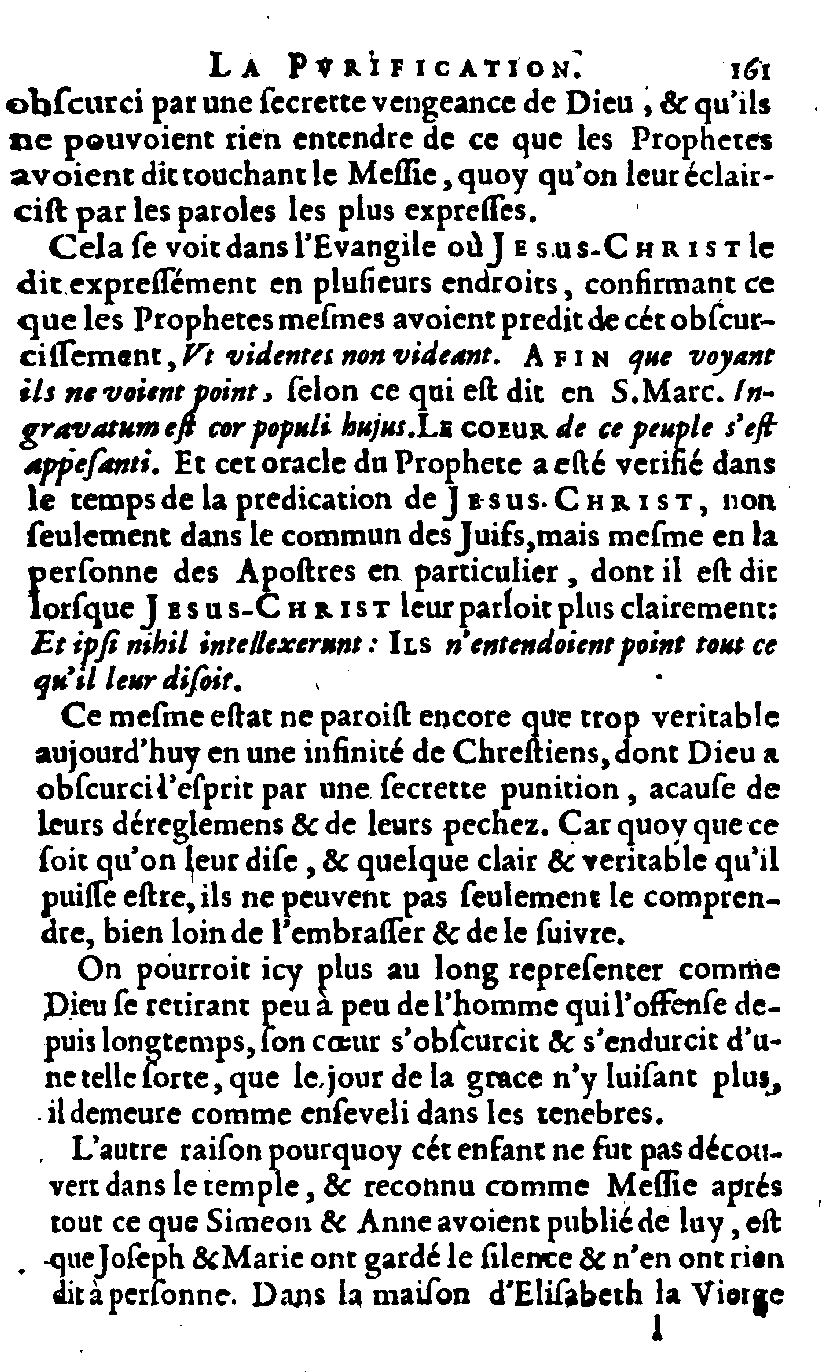 LA PVRIFICATION. 161
obſcurci par une ſecrette vengeance de Dieu, & qu'ils
ne pouvoient rien entendre de ce que les Prophetes
avoient dit touchant le Meſſie, quoy qu'on leur éclair-
ciſt par les paroles les plus expreſſes.
Cela ſe voit dans l'Evangile où JESUS-CHRIST le
dit expreſſément en pluſieurs endroits, confirmant ce
que les Prophetes meſmes avoient predit de cét obſcur-
ciſſement, Vt videntes non videant. AFIN que voyant
ils ne voient point, ſelon ce qui eſt dit en S. Marc. In-
gravatum eſt cor populi hujus. LE COEUR de ce peuple s'eſt
appeſanti. Et cet oracle du Prophete a eſté verifié dans
le temps de la predication de JESUS-CHRIST, non
ſeulement dans le commun des Juifs, mais meſme en la
perſonne des Apoſtres en particulier, dont il eſt dit
lorſque JESUS-CHRIST leur parloit plus clairement:
Et ipſi nihil intellexerunt: ILS n'entendoient point tout ce
qu'il leur diſoit.
Ce meſme eſtat ne paroiſt encore que trop veritable
aujourd'huy en une infinité de Chreſtiens, dont Dieu a
obſcurci l'eſprit par une ſecrette punition, acauſe de
leurs déreglemens & de leurs pechez. Car quoy que ce
ſoit qu'on leur diſe, & quelque clair & veritable qu'il
puiſſe eſtre, ils ne peuvent pas ſeulement le compren-
dre, bien loin de l'embraſſer & de le ſuivre.
On pourroit icy plus au long repreſenter comme
Dieu ſe retirant peu à peu de l'homme qui l'offenſe de-
puis longtemps, ſon cœur s'obſcurcit & s'endurcit d'u-
ne telle ſorte, que le jour de la grace n'y luiſant plus,
il demeure comme enſeveli dans les tenebres.
L'autre raiſon pourquoy cét enfant ne fut pas décou-
vert dans le temple, & reconnu comme Meſſie aprés
tout ce que Simeon & Anne avoient publié de luy, eſt
que Joſeph & Marie ont gardé le ſilence & n'en ont rien
dit à perſonne. Dans la maiſon d'Eliſabeth la Vierge
l